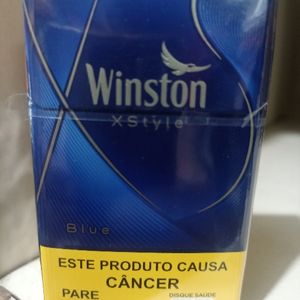 Winston
XStyle
Blue
ESTE PRODUTO CAUSA
CÂNCER
PARE
DISQUE SAÚDE